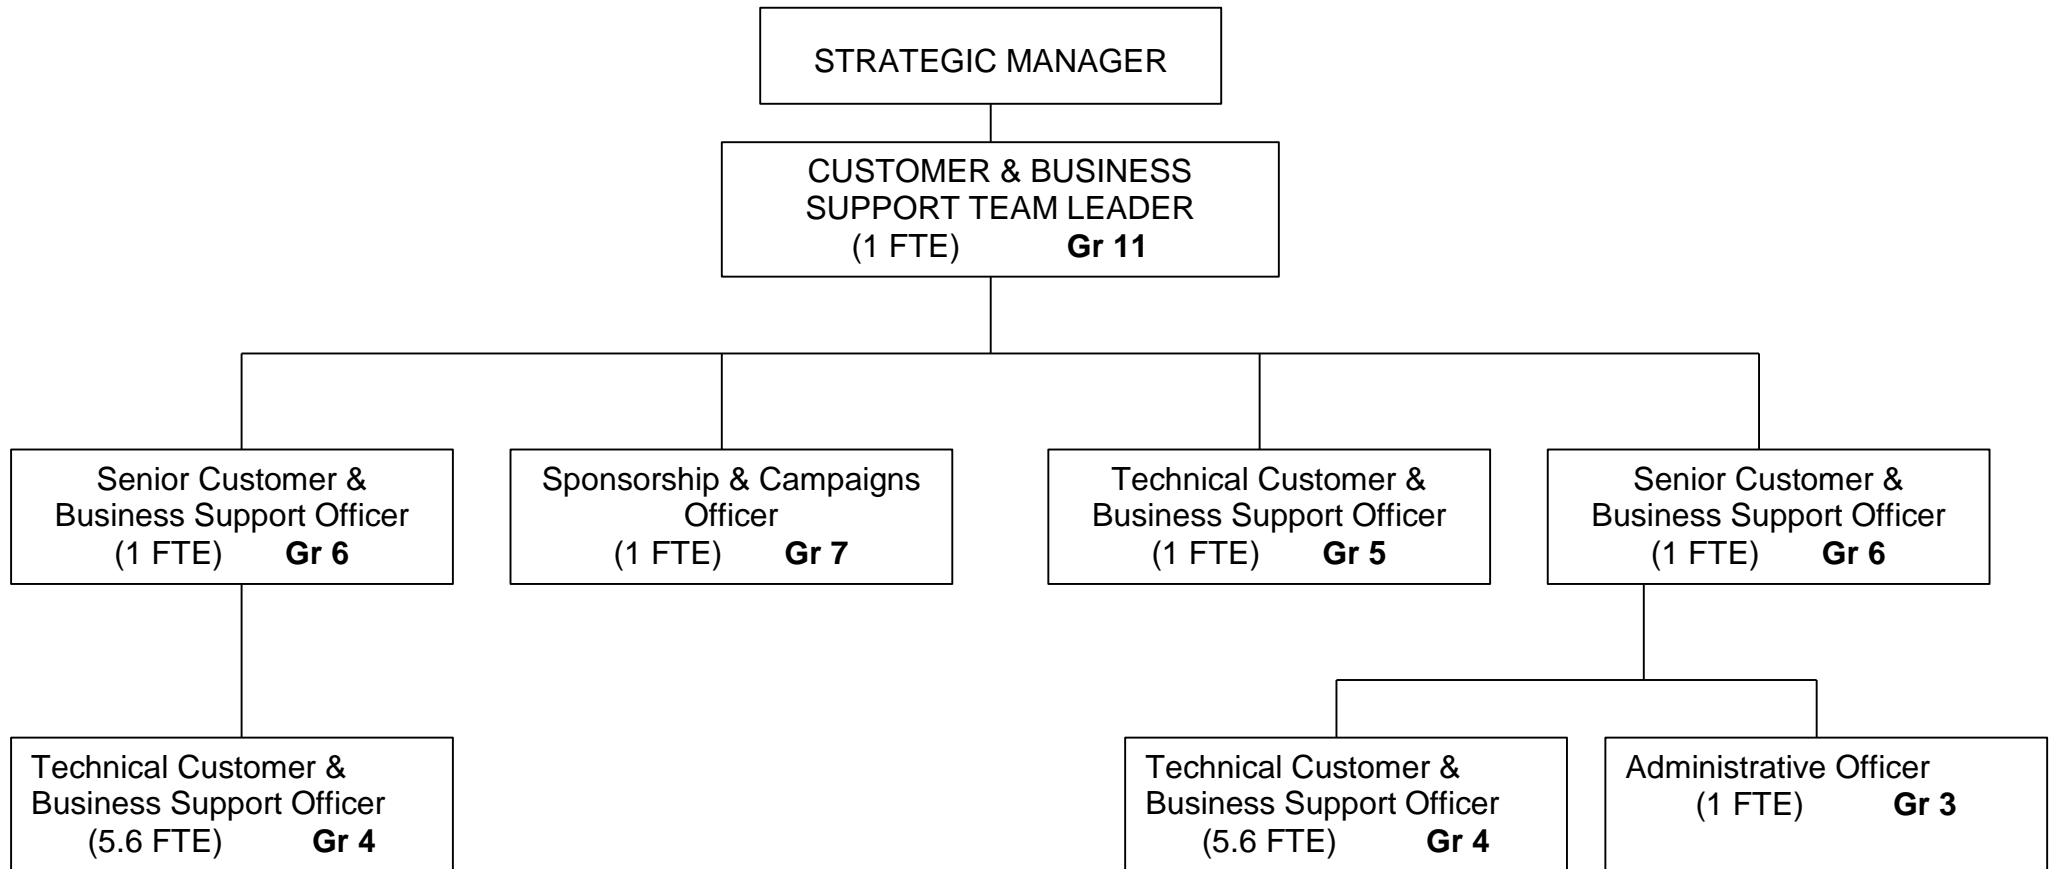 STRATEGIC MANAGER
CUSTOMER & BUSINESS
SUPPORT TEAM LEADER
(1 FTE) Gr 11
Senior Customer &
Business Support Officer
(1 FTE) Gr 6
Sponsorship & Campaigns
Officer
(1 FTE) Gr 7
Technical Customer &
Business Support Officer
(1 FTE) Gr 5
Senior Customer &
Business Support Officer
(1 FTE) Gr 6
Technical Customer &
Business Support Officer
(5.6 FTE) Gr 4
Technical Customer &
Business Support Officer
(5.6 FTE) Gr 4
Administrative Officer
(1 FTE) Gr 3